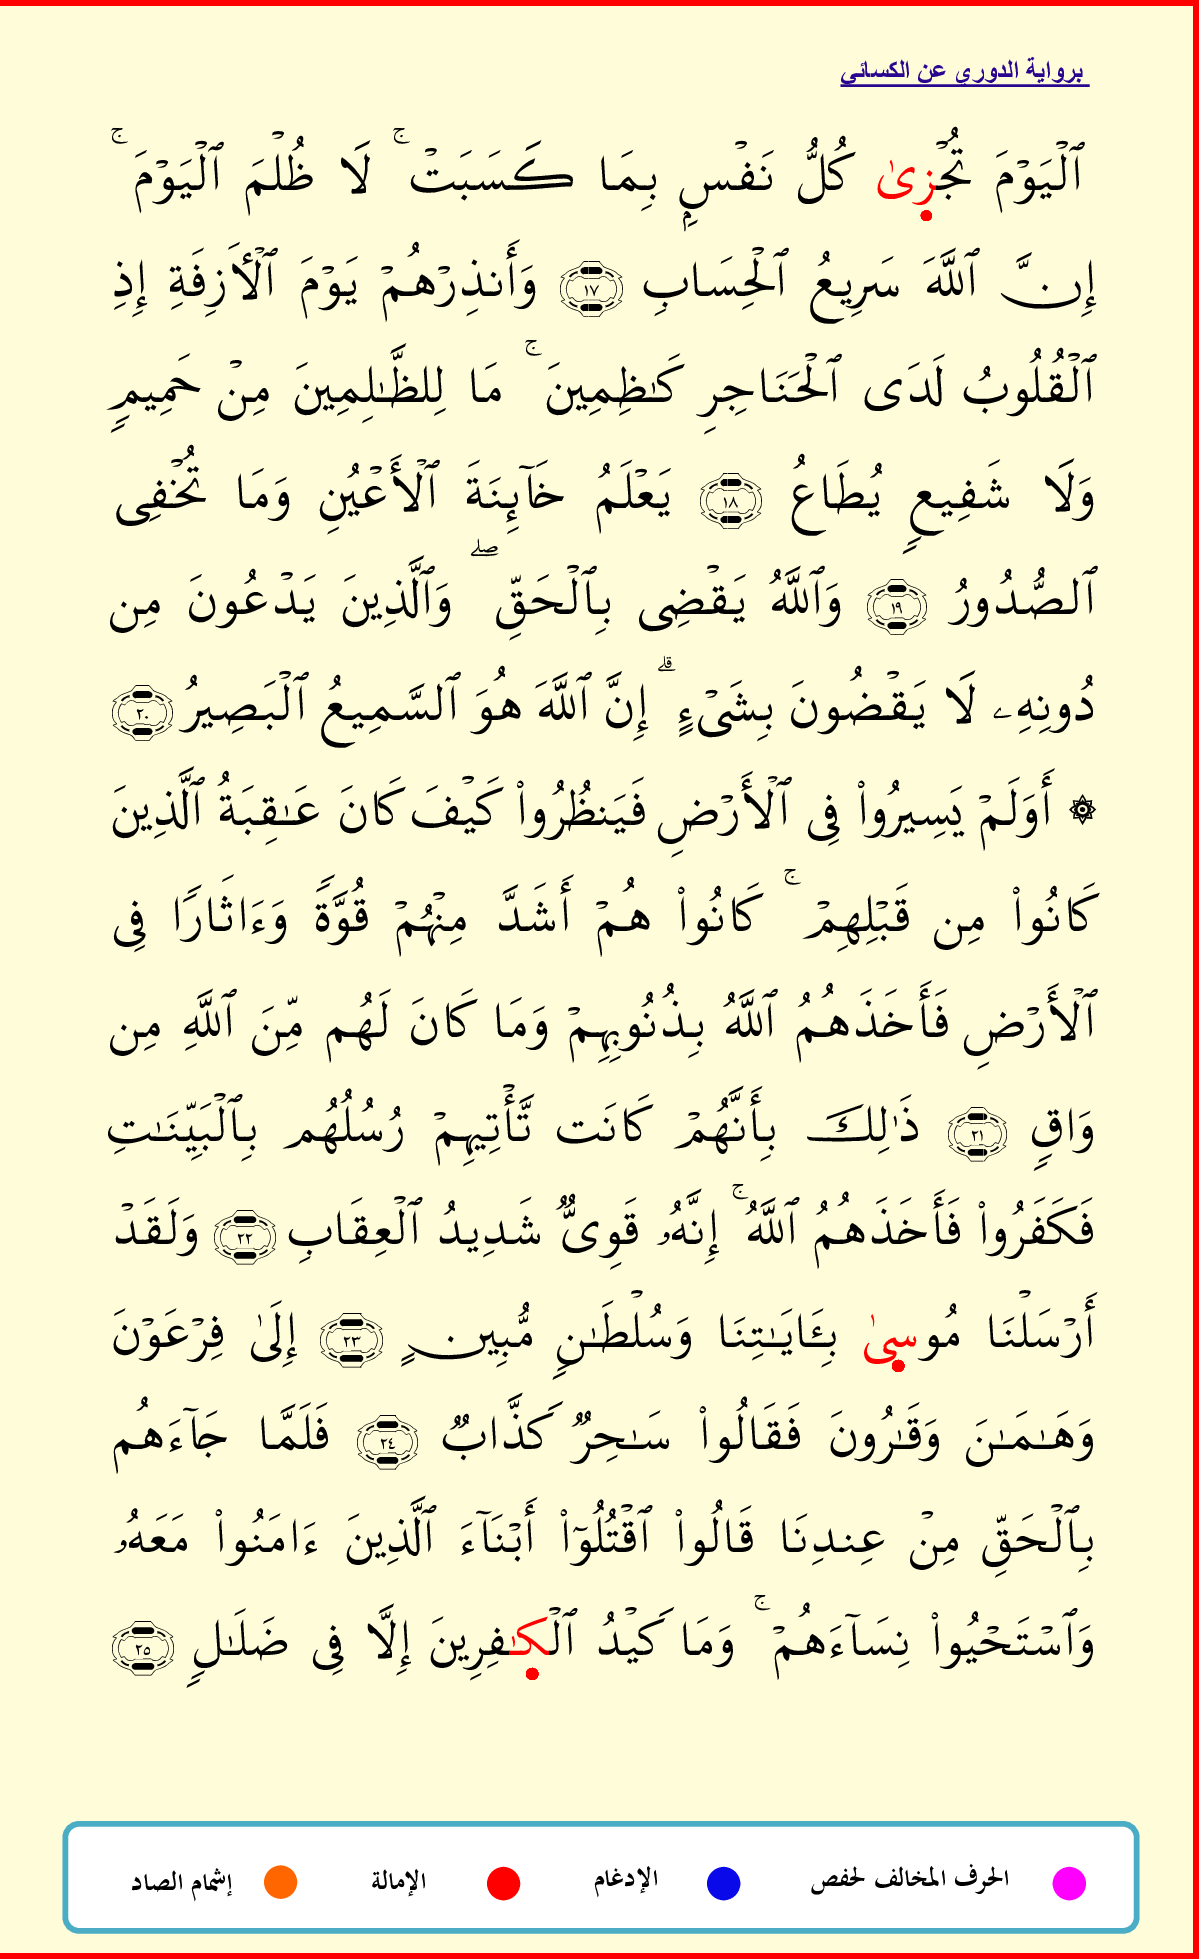 برواية الدوري عن الكسائي
ٱلۡيَوۡمَ تُجۡزِىٰ كُلُّ نَفۡسِۭ بِمَا كَسَبَتۡۚ لَا ظُلۡمَ ٱلۡيَوۡمَۚ
إِنَّ ٱللَّهَ سَرِيعُ ٱلۡحِسَابِ ١٧ وَأَنذِرۡهُمۡ يَوۡمَ ٱلۡأٓزِفَةِ إِذِ
ٱلۡقُلُوبُ لَدَى ٱلۡحَنَاجِرِ كَٰظِمِينَۚ مَا لِلظَّٰلِمِينَ مِنۡ حَمِيمٖ
وَلَا شَفِيعٖ يُطَاعُ ١٨ يَعۡلَمُ خَآئِنَةَ ٱلۡأَعۡيُنِ وَمَا تُخۡفِى
ٱلصُّدُورُ ١٩ وَٱللَّهُ يَقۡضِى بِٱلۡحَقِّۖ وَٱلَّذِينَ يَدۡعُونَ مِن
دُونِهِۦ لَا يَقۡضُونَ بِشَىۡءٍۗ إِنَّ ٱللَّهَ هُوَ ٱلسَّمِيعُ ٱلۡبَصِيرُ ٢٠
۞ أَوَلَمۡ يَسِيرُواْ فِى ٱلۡأَرۡضِ فَيَنظُرُواْ كَيۡفَ كَانَ عَٰقِبَةُ ٱلَّذِينَ
كَانُواْ مِن قَبۡلِهِمۡۚ كَانُواْ هُمۡ أَشَدَّ مِنۡهُمۡ قُوَّةٗ وَءَاثَارٗا فِى
ٱلۡأَرۡضِ فَأَخَذَهُمُ ٱللَّهُ بِذُنُوبِهِمۡ وَمَا كَانَ لَهُم مِّنَ ٱللَّهِ مِن
وَاقٖ ٢١ ذَٰلِكَ بِأَنَّهُمۡ كَانَت تَّأۡتِيهِمۡ رُسُلُهُم بِٱلۡبَيِّنَٰتِ
فَكَفَرُواْ فَأَخَذَهُمُ ٱللَّهُۚ إِنَّهُۥ قَوِىّٞ شَدِيدُ ٱلۡعِقَابِ ٢٢ وَلَقَدۡ
أَرۡسَلۡنَا مُوسِىٰ بِـَٔايَٰتِنَا وَسُلۡطَٰنٖ مُّبِينٍ ٢٣ إِلَىٰ فِرۡعَوۡنَ
وَهَٰمَٰنَ وَقَٰرُونَ فَقَالُواْ سَٰحِرٞ كَذَّابٞ ٢٤ فَلَمَّا جَآءَهُم
بِٱلۡحَقِّ مِنۡ عِندِنَا قَالُواْ ٱقۡتُلُوٓاْ أَبۡنَآءَ ٱلَّذِينَ ءَامَنُواْ مَعَهُۥ
وَٱسۡتَحۡيُواْ نِسَآءَهُمۡۚ وَمَا كَيۡدُ ٱلۡكَٰفِرِينَ إِلَّا فِى ضَلَٰلٖ ٢٥
الحرف المخالف لحفص الإدغام الإمالة إشمام الصاد